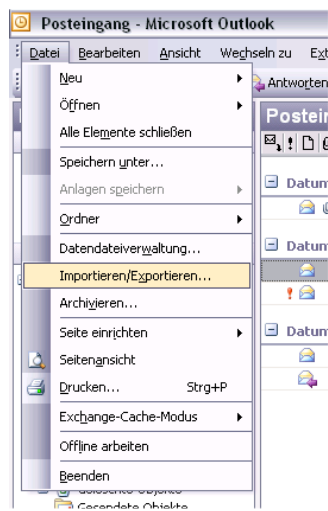 Posteingang - Microsoft Outlook
Datei Bearbeiten Ansicht Wechseln zu
Neu
Antworten
Öffnen
Alle Elemente schließen
Speichern unter...
Anlagen speichern
Datum
Ordner
Datendateiverwaltung...
Datum
Importieren/Exportieren...
Archivieren...
Seite einrichten
Datum
Seitenansicht
Drucken... Strg+P
Exchange-Cache-Modus
Offline arbeiten
Beenden
Gesendete Objekte